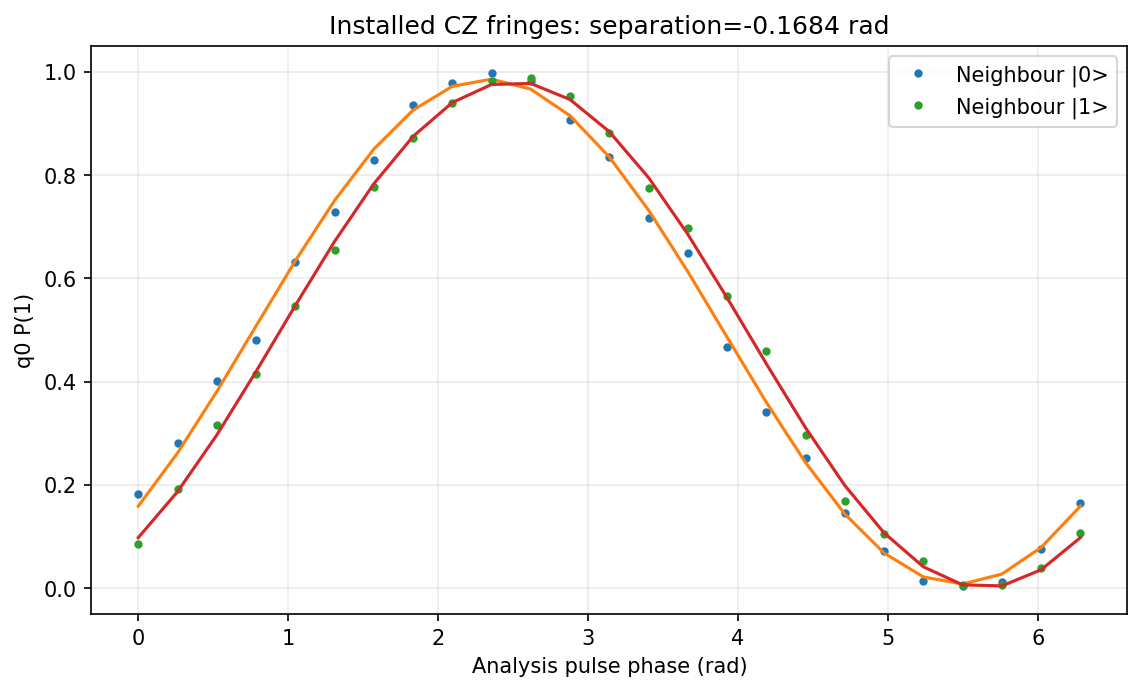 Installed CZ fringes: separation=-0.1684 rad
Neighbour |0>
Neighbour |1>
q0 P(1)
1.0
0.8
0.6
0.4
0.2
0.0
0 1 2 3 4 5 6
Analysis pulse phase (rad)